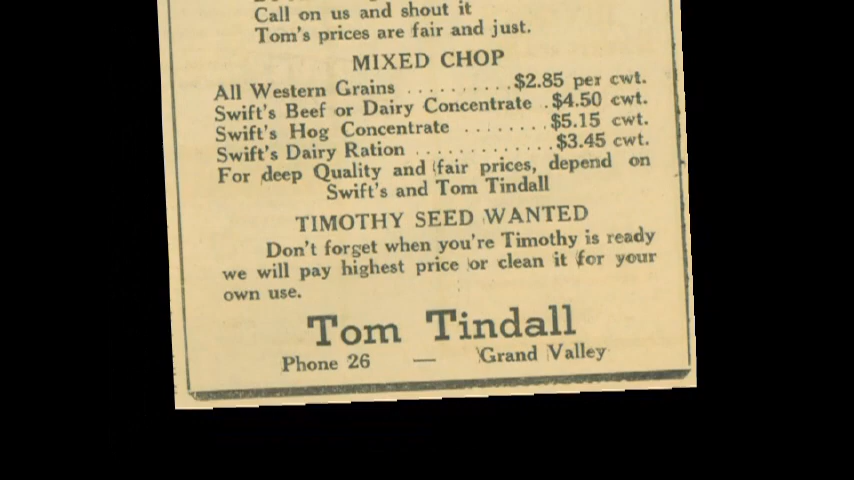 Call on us and shout it
Tom's prices are fair and just.
MIXED CHOP
All Western Grains ..........$2.85 per cwt.
Swift's Beef or Dairy Concentrate .$4.50 cwt.
Swift's Hog Concentrate ........$5.15 cwt.
Swift's Dairy Ration .............$3.45 cwt.
For deep Quality and fair prices, depend on
Swift's and Tom Tindall
TIMOTHY SEED WANTED
Don't forget when you're Timothy is ready
we will pay highest price or clean it for your
own use.
Tom Tindall
Phone 26 — Grand Valley